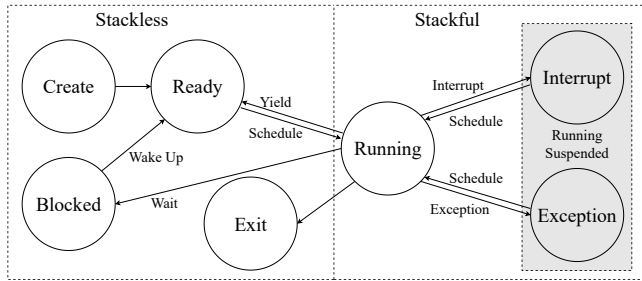 Stackless
Stackful
Create
Ready
Yield
Schedule
Running
Interrupt
Schedule
Interrupt
Running
Suspended
Wake Up
Blocked
Wait
Exit
Schedule
Exception
Exception